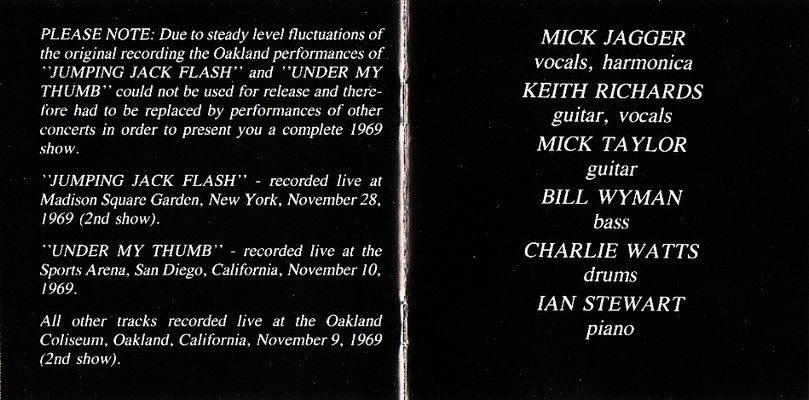 PLEASE NOTE: Due to steady level fluctuations of
the original recording the Oakland performances of
"JUMPING JACK FLASH" and "UNDER MY
THUMB" could not be used for release and there-
fore had to be replaced by performances of other
concerts in order to present you a complete 1969
show.
"JUMPING JACK FLASH" - recorded live at
Madison Square Garden, New York, November 28,
1969 (2nd show).
"UNDER MY THUMB" - recorded live at the
Sports Arena, San Diego, California, November 10,
1969.
All other tracks recorded live at the Oakland
Coliseum, Oakland, California, November 9, 1969
(2nd show).
MICK JAGGER
vocals, harmonica
KEITH RICHARDS
guitar, vocals
MICK TAYLOR
guitar
BILL WYMAN
bass
CHARLIE WATTS
drums
IAN STEWART
piano